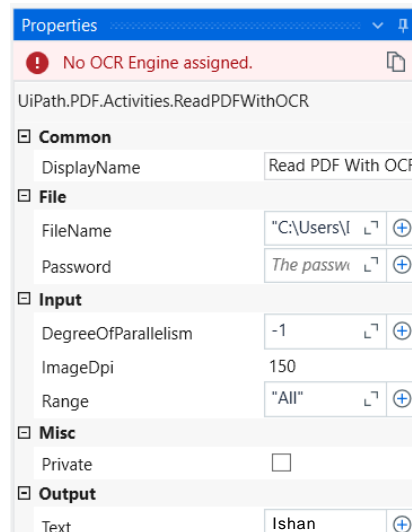 Properties
No OCR Engine assigned.
UiPath.PDF.Activities.ReadPDFWithOCR
Common
DisplayName Read PDF With OCR
File
FileName "C:\Users\
Password The passw
Input
DegreeOfParallelism -1
ImageDpi 150
Range "All"
Misc
Private
Output
Text Ishan